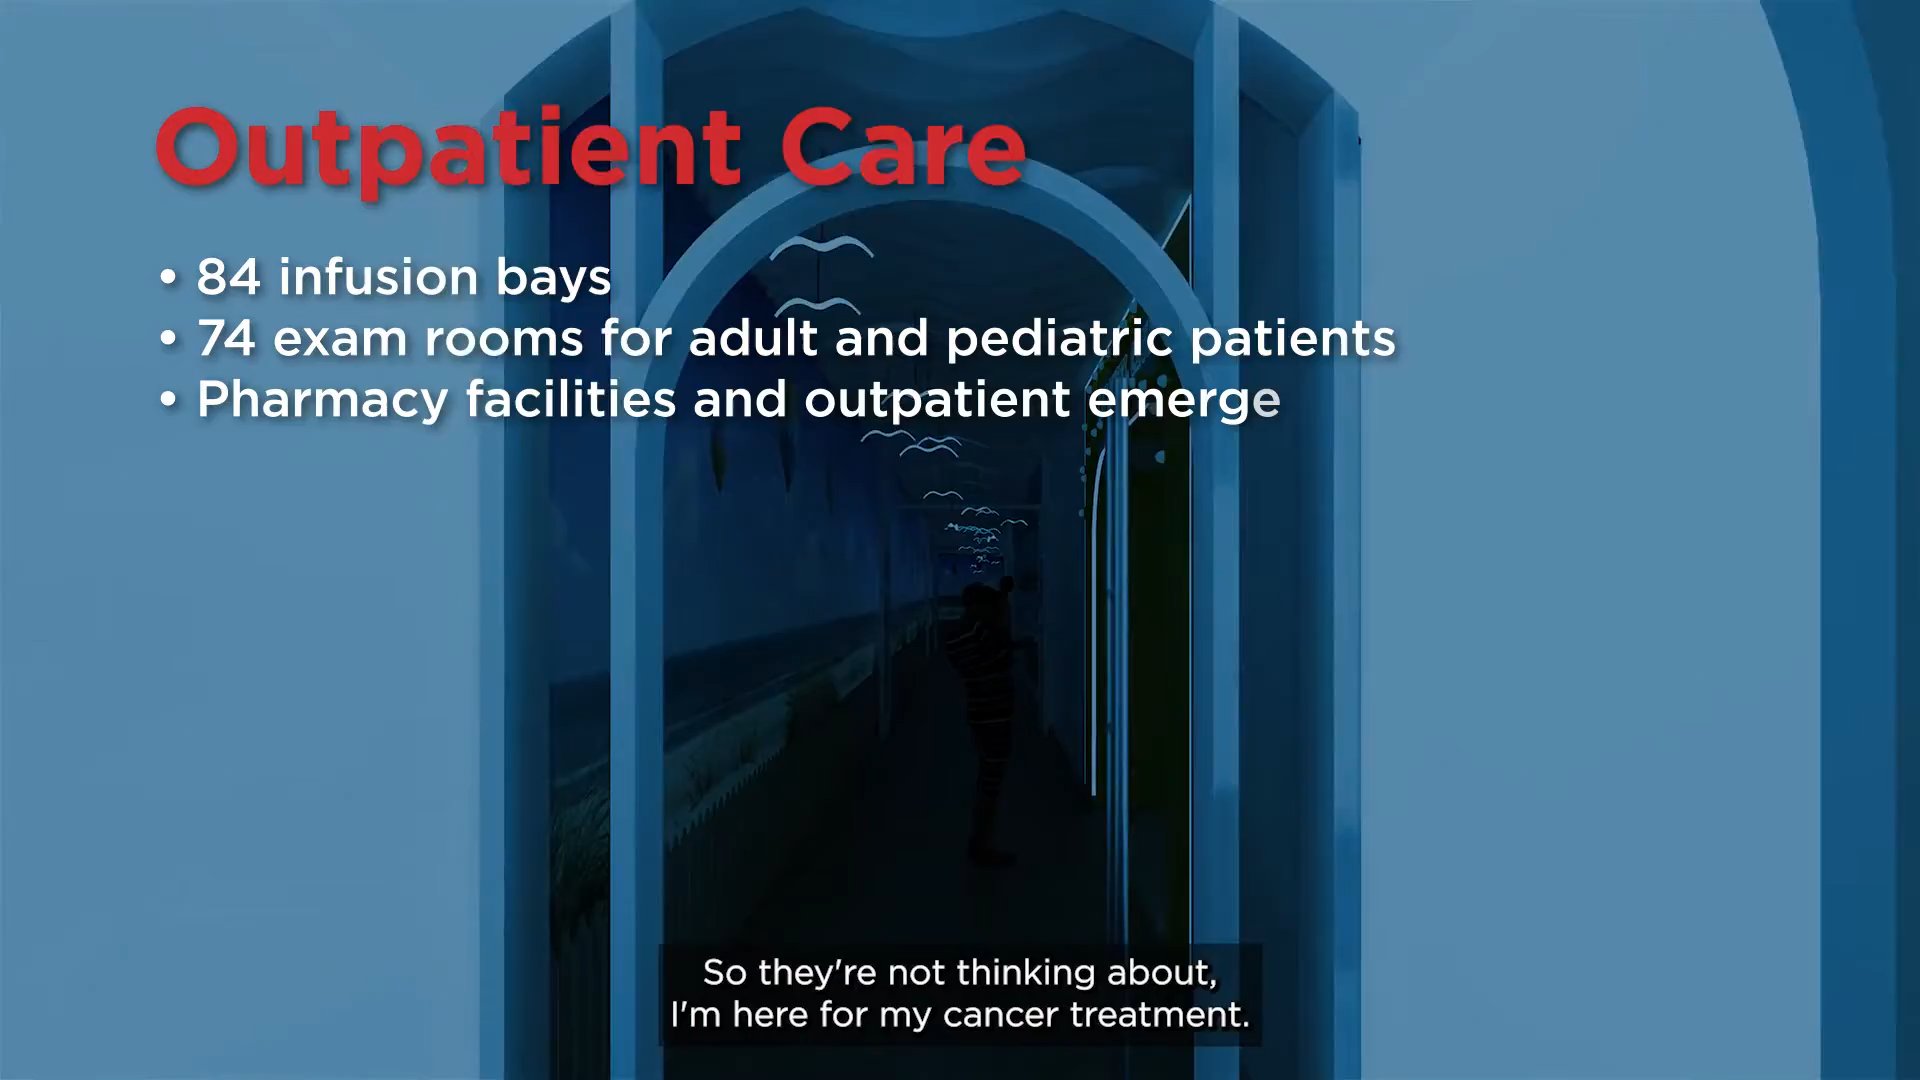 Outpatient Care
• 84 infusion bays
• 74 exam rooms for adult and pediatric patients
• Pharmacy facilities and outpatient emerge
So they're not thinking about,
I'm here for my cancer treatment.